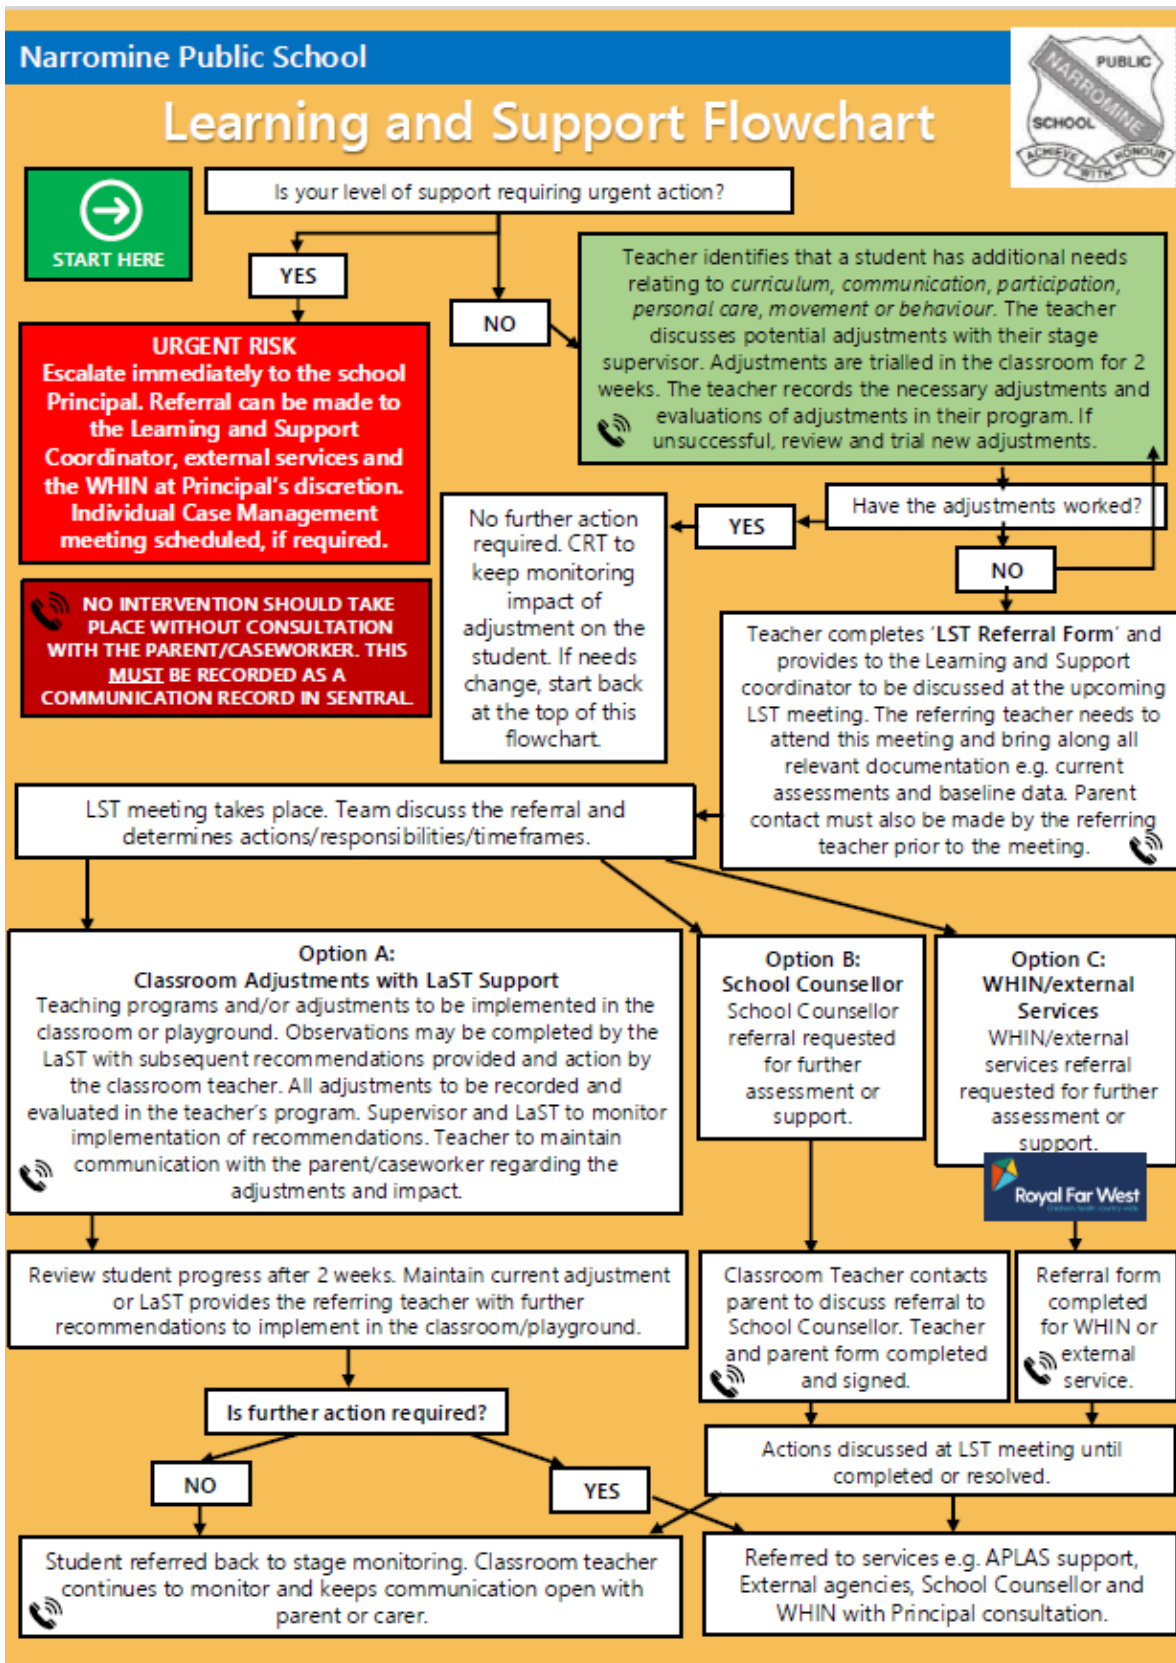 Narromine Public School
PUBLIC
NARROMINE
SCHOOL
ACHIEVE
WITH
HONOUR
Learning and Support Flowchart
START HERE
Is your level of support requiring urgent action?
YES
NO
URGENT RISK
Escalate immediately to the school
Principal. Referral can be made to
the Learning and Support
Coordinator, external services and
the WHIN at Principal's discretion.
Individual Case Management
meeting scheduled, if required.
Teacher identifies that a student has additional needs
relating to curriculum, communication, participation,
personal care, movement or behaviour. The teacher
discusses potential adjustments with their stage
supervisor. Adjustments are trialled in the classroom for 2
weeks. The teacher records the necessary adjustments and
evaluations of adjustments in their program. If
unsuccessful, review and trial new adjustments.
Have the adjustments worked?
YES
NO
No further action
required. CRT to
keep monitoring
impact of
adjustment on the
student. If needs
change, start back
at the top of this
flowchart.
NO INTERVENTION SHOULD TAKE
PLACE WITHOUT CONSULTATION
WITH THE PARENT/CASEWORKER. THIS
MUST BE RECORDED AS A
COMMUNICATION RECORD IN SENTRAL.
Teacher completes 'LST Referral Form' and
provides to the Learning and Support
coordinator to be discussed at the upcoming
LST meeting. The referring teacher needs to
attend this meeting and bring along all
relevant documentation e.g. current
assessments and baseline data. Parent
contact must also be made by the referring
teacher prior to the meeting.
LST meeting takes place. Team discuss the referral and
determines actions/responsibilities/timeframes.
Option A:
Classroom Adjustments with LaST Support
Teaching programs and/or adjustments to be implemented in the
classroom or playground. Observations may be completed by the
LaST with subsequent recommendations provided and action by
the classroom teacher. All adjustments to be recorded and
evaluated in the teacher's program. Supervisor and LaST to monitor
implementation of recommendations. Teacher to maintain
communication with the parent/caseworker regarding the
adjustments and impact.
Option B:
School Counsellor
School Counsellor
referral requested
for further
assessment or
support.
Option C:
WHIN/external
Services
WHIN/external
services referral
requested for further
assessment or
support.
Royal Far West
Children's health, country-wide
Review student progress after 2 weeks. Maintain current adjustment
or LaST provides the referring teacher with further
recommendations to implement in the classroom/playground.
Classroom Teacher contacts
parent to discuss referral to
School Counsellor. Teacher
and parent form completed
and signed.
Referral form
completed
for WHIN or
external
service.
Is further action required?
NO
YES
Actions discussed at LST meeting until
completed or resolved.
Student referred back to stage monitoring. Classroom teacher
continues to monitor and keeps communication open with
parent or carer.
Referred to services e.g. APLAS support,
External agencies, School Counsellor and
WHIN with Principal consultation.